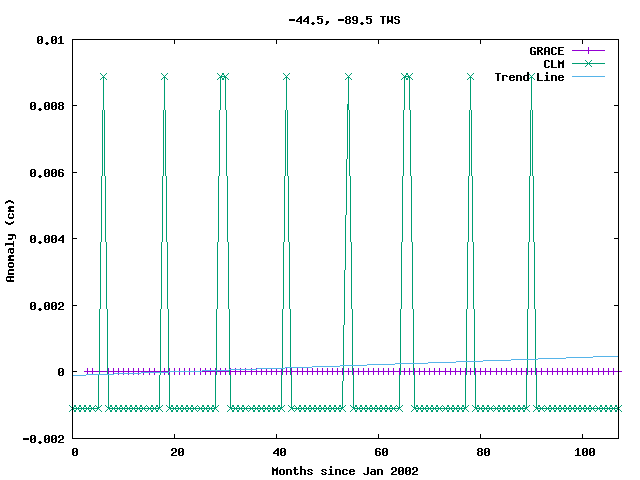 -44.5, -89.5 TWS
0.01
0.008
0.006
0.004
0.002
0
-0.002
Anomaly (cm)
GRACE
CLM
Trend Line
0 20 40 60 80 100
Months since Jan 2002